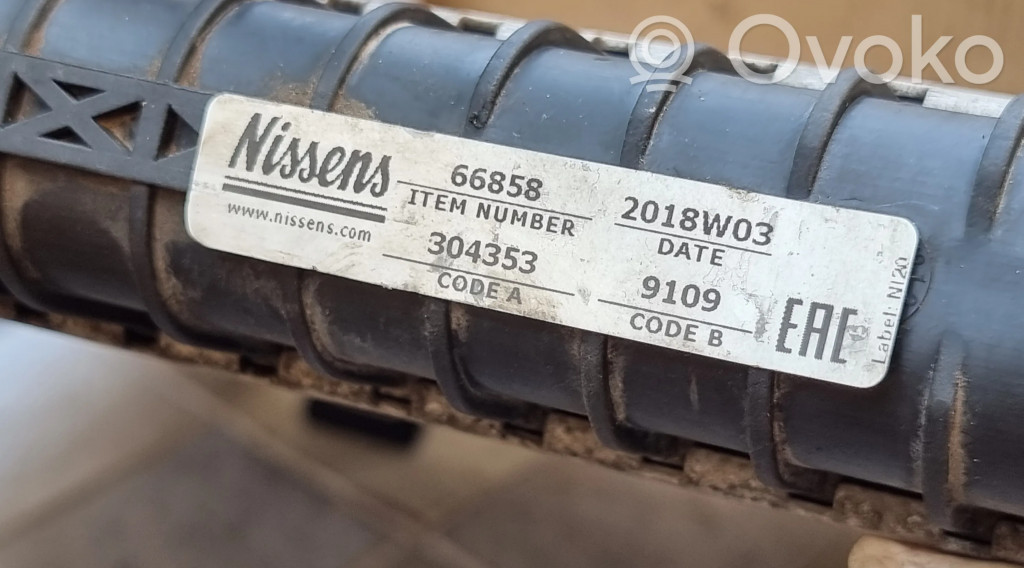 Ovoko
Nissens
www.nissens.com
66858
ITEM NUMBER
304353
CODE A
2018W03
DATE
9109
CODE B
EAC
Label: NI20